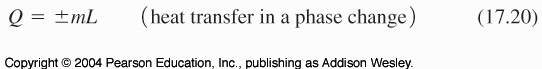 Q = ±mL (heat transfer in a phase change) (17.20)
Copyright © 2004 Pearson Education, Inc., publishing as Addison Wesley.